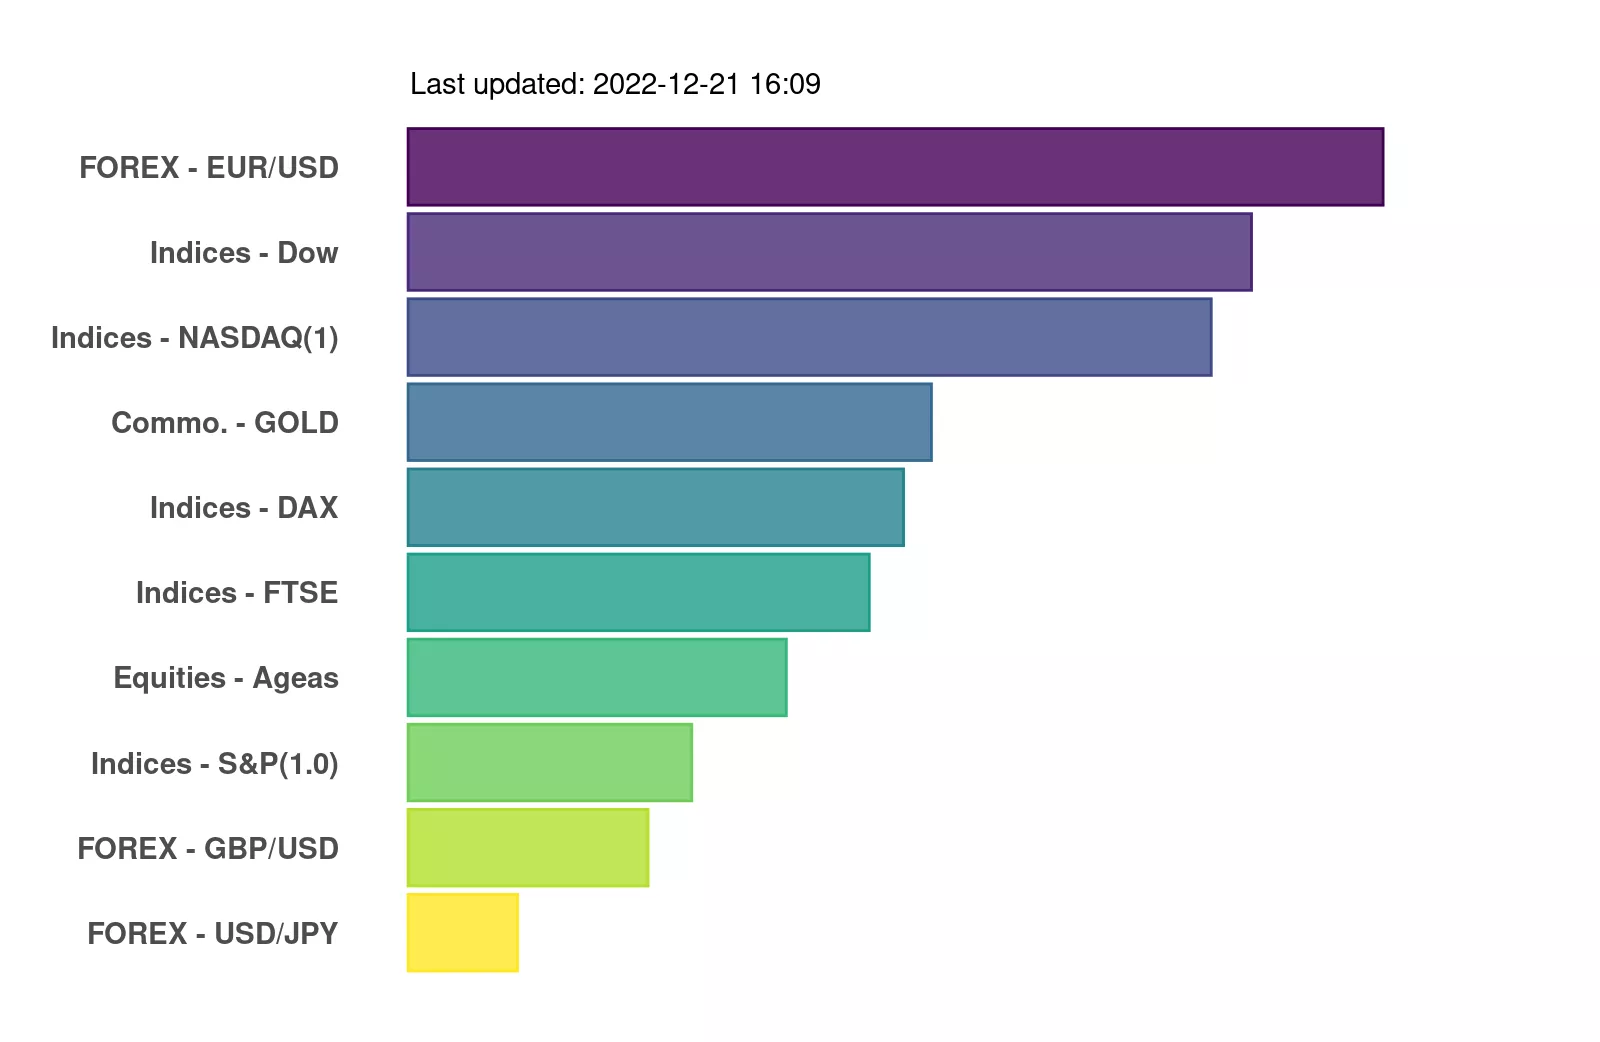 Last updated: 2022-12-21 16:09
FOREX - EUR/USD
Indices - Dow
Indices - NASDAQ(1)
Commo. - GOLD
Indices - DAX
Indices - FTSE
Equities - Ageas
Indices - S&P(1.0)
FOREX - GBP/USD
FOREX - USD/JPY